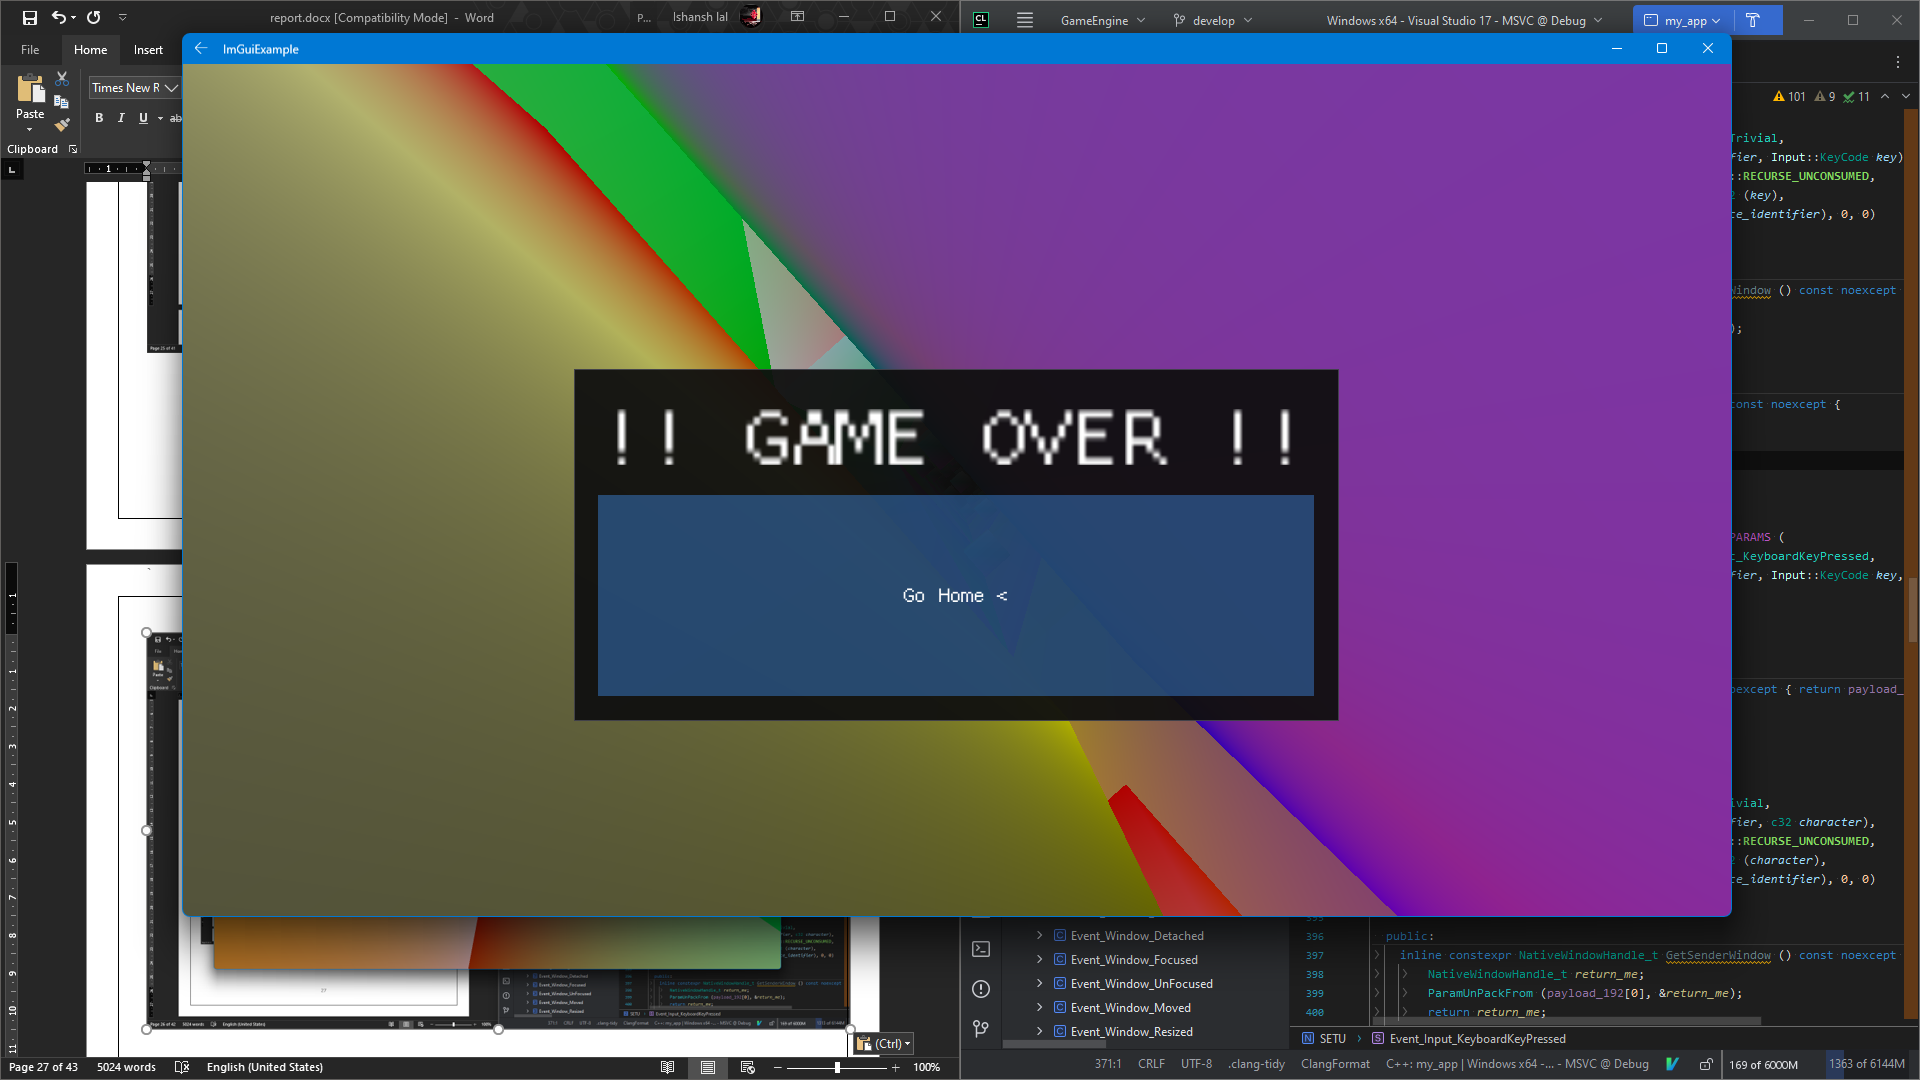 report.docx [Compatibility Mode] - Word
P...
Ishansh lal
CL
GameEngine
develop
Windows x64 - Visual Studio 17 - MSVC @ Debug
my_app
File
Home
Insert
ImGuiExample
Times New R
Paste
B I U ab
Clipboard
101 9 11
Trivial,
fier, Input::KeyCode key)
::RECURSE_UNCONSUMED,
(key),
ce_identifier), 0, 0)
Window () const noexcept
);
const noexcept {
PARAMS (
t_KeyboardKeyPressed,
fier, Input::KeyCode key,
oexcept { return payload_
ivial,
fier, c32 character),
::RECURSE_UNCONSUMED,
(character),
ce_identifier), 0, 0)
!! GAME OVER !!
Go Home <
Event_Window_Detached
Event_Window_Focused
Event_Window_UnFocused
Event_Window_Moved
Event_Window_Resized
396 public:
397 inline constexpr NativeWindowHandle_t GetSenderWindow () const noexcept
398 NativeWindowHandle_t return_me;
399 ParamUnPackFrom (payload_192[0], &return_me);
400 return return_me;
(Ctrl)
N SETU > S Event_Input_KeyboardKeyPressed
Page 27 of 43 5024 words English (United States) 100%
371:1 CRLF UTF-8 .clang-tidy ClangFormat C++: my_app | Windows x64 -... - MSVC @ Debug 169 of 6000M 1363 of 6144M